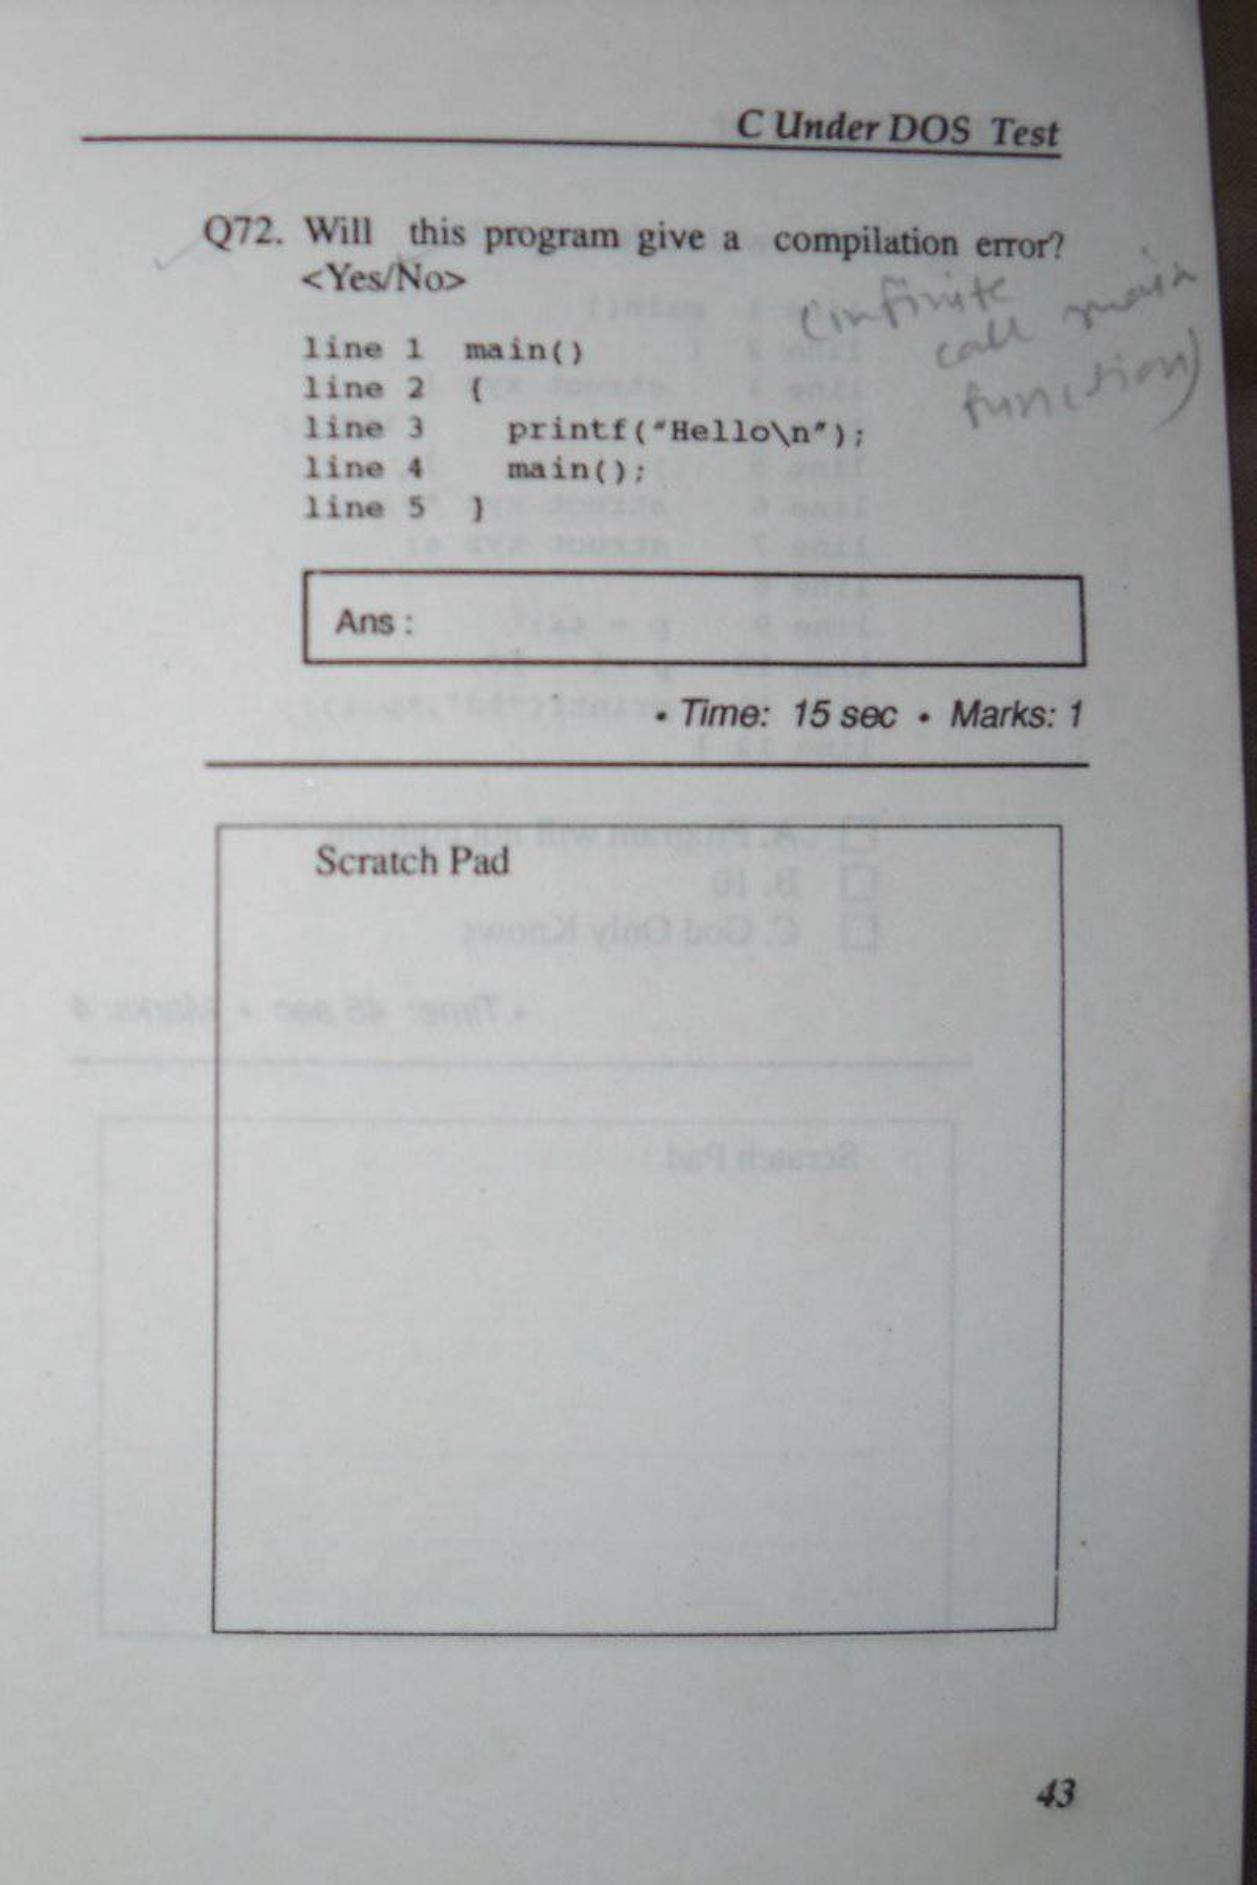 C Under DOS Test
Q72. Will this program give a compilation error?
<Yes/No>
(infinite
call main
function)
line 1 main()
line 2 {
line 3 printf("Hello\n");
line 4 main();
line 5 }
Ans :
• Time: 15 sec • Marks: 1
Scratch Pad
43